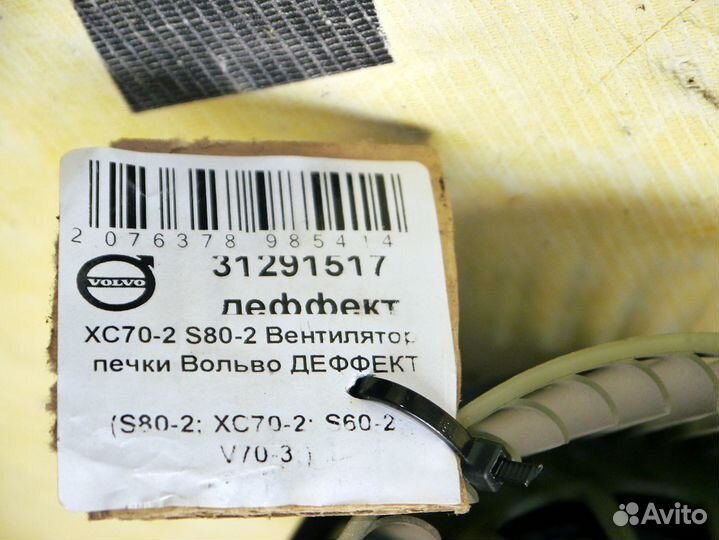 2 076378 985414
VOLVO
31291517
деффект
XC70-2 S80-2 Вентилятор
печки Вольво ДЕФФЕКТ
(S80-2; XC70-2; S60-2
V70-3 )
Avito